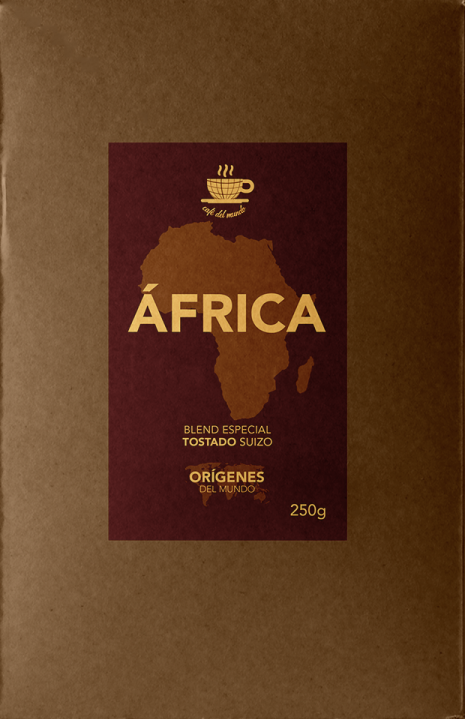 café del mundo
ÁFRICA
BLEND ESPECIAL
TOSTADO SUIZO
ORÍGENES
DEL MUNDO
250g